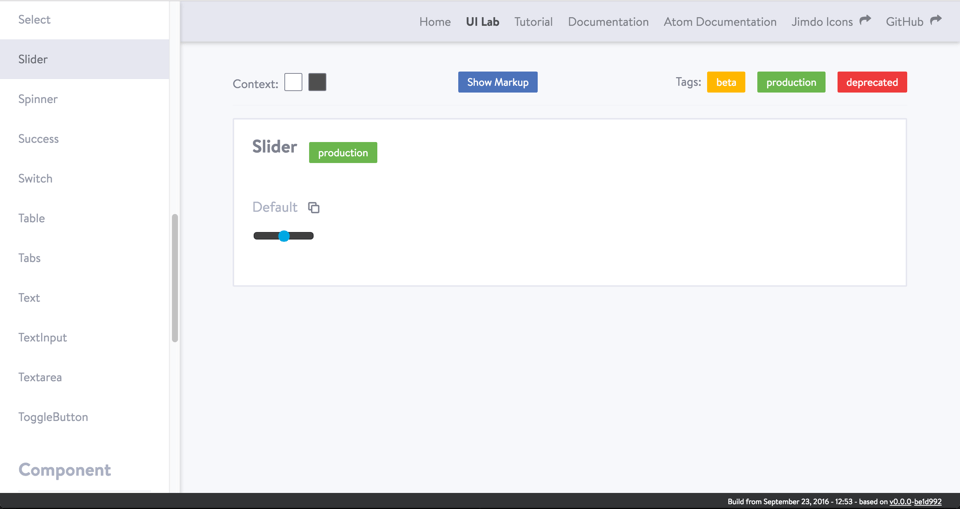 Select
Slider
Spinner
Success
Switch
Table
Tabs
Text
TextInput
Textarea
ToggleButton
Component
Home UI Lab Tutorial Documentation Atom Documentation Jimdo Icons GitHub
Context: Show Markup Tags: beta production deprecated
Slider production
Default
Build from September 23, 2016 - 12:53 - based on v0.0.0-be1d992